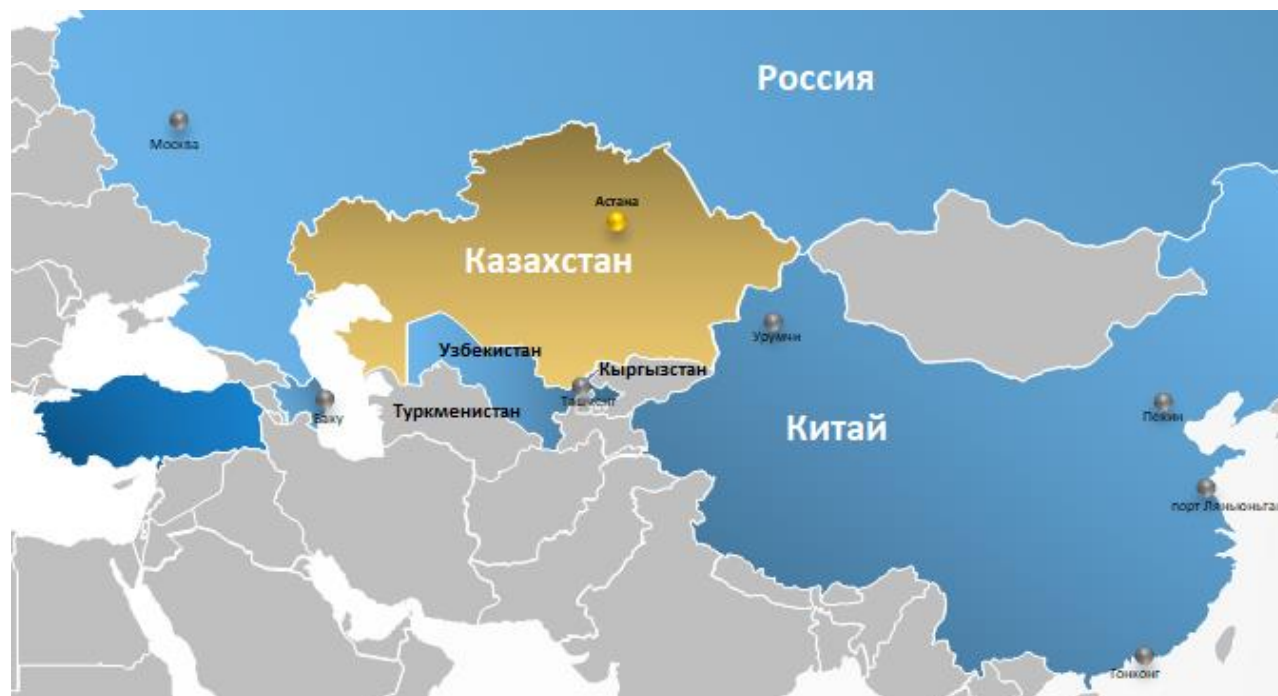 Россия
Москва
Астана
Казахстан
Урумчи
Узбекистан
Кыргызстан
Ташкент
Баку
Туркменистан
Китай
Пекин
порт Ляньюньган
Гонконг